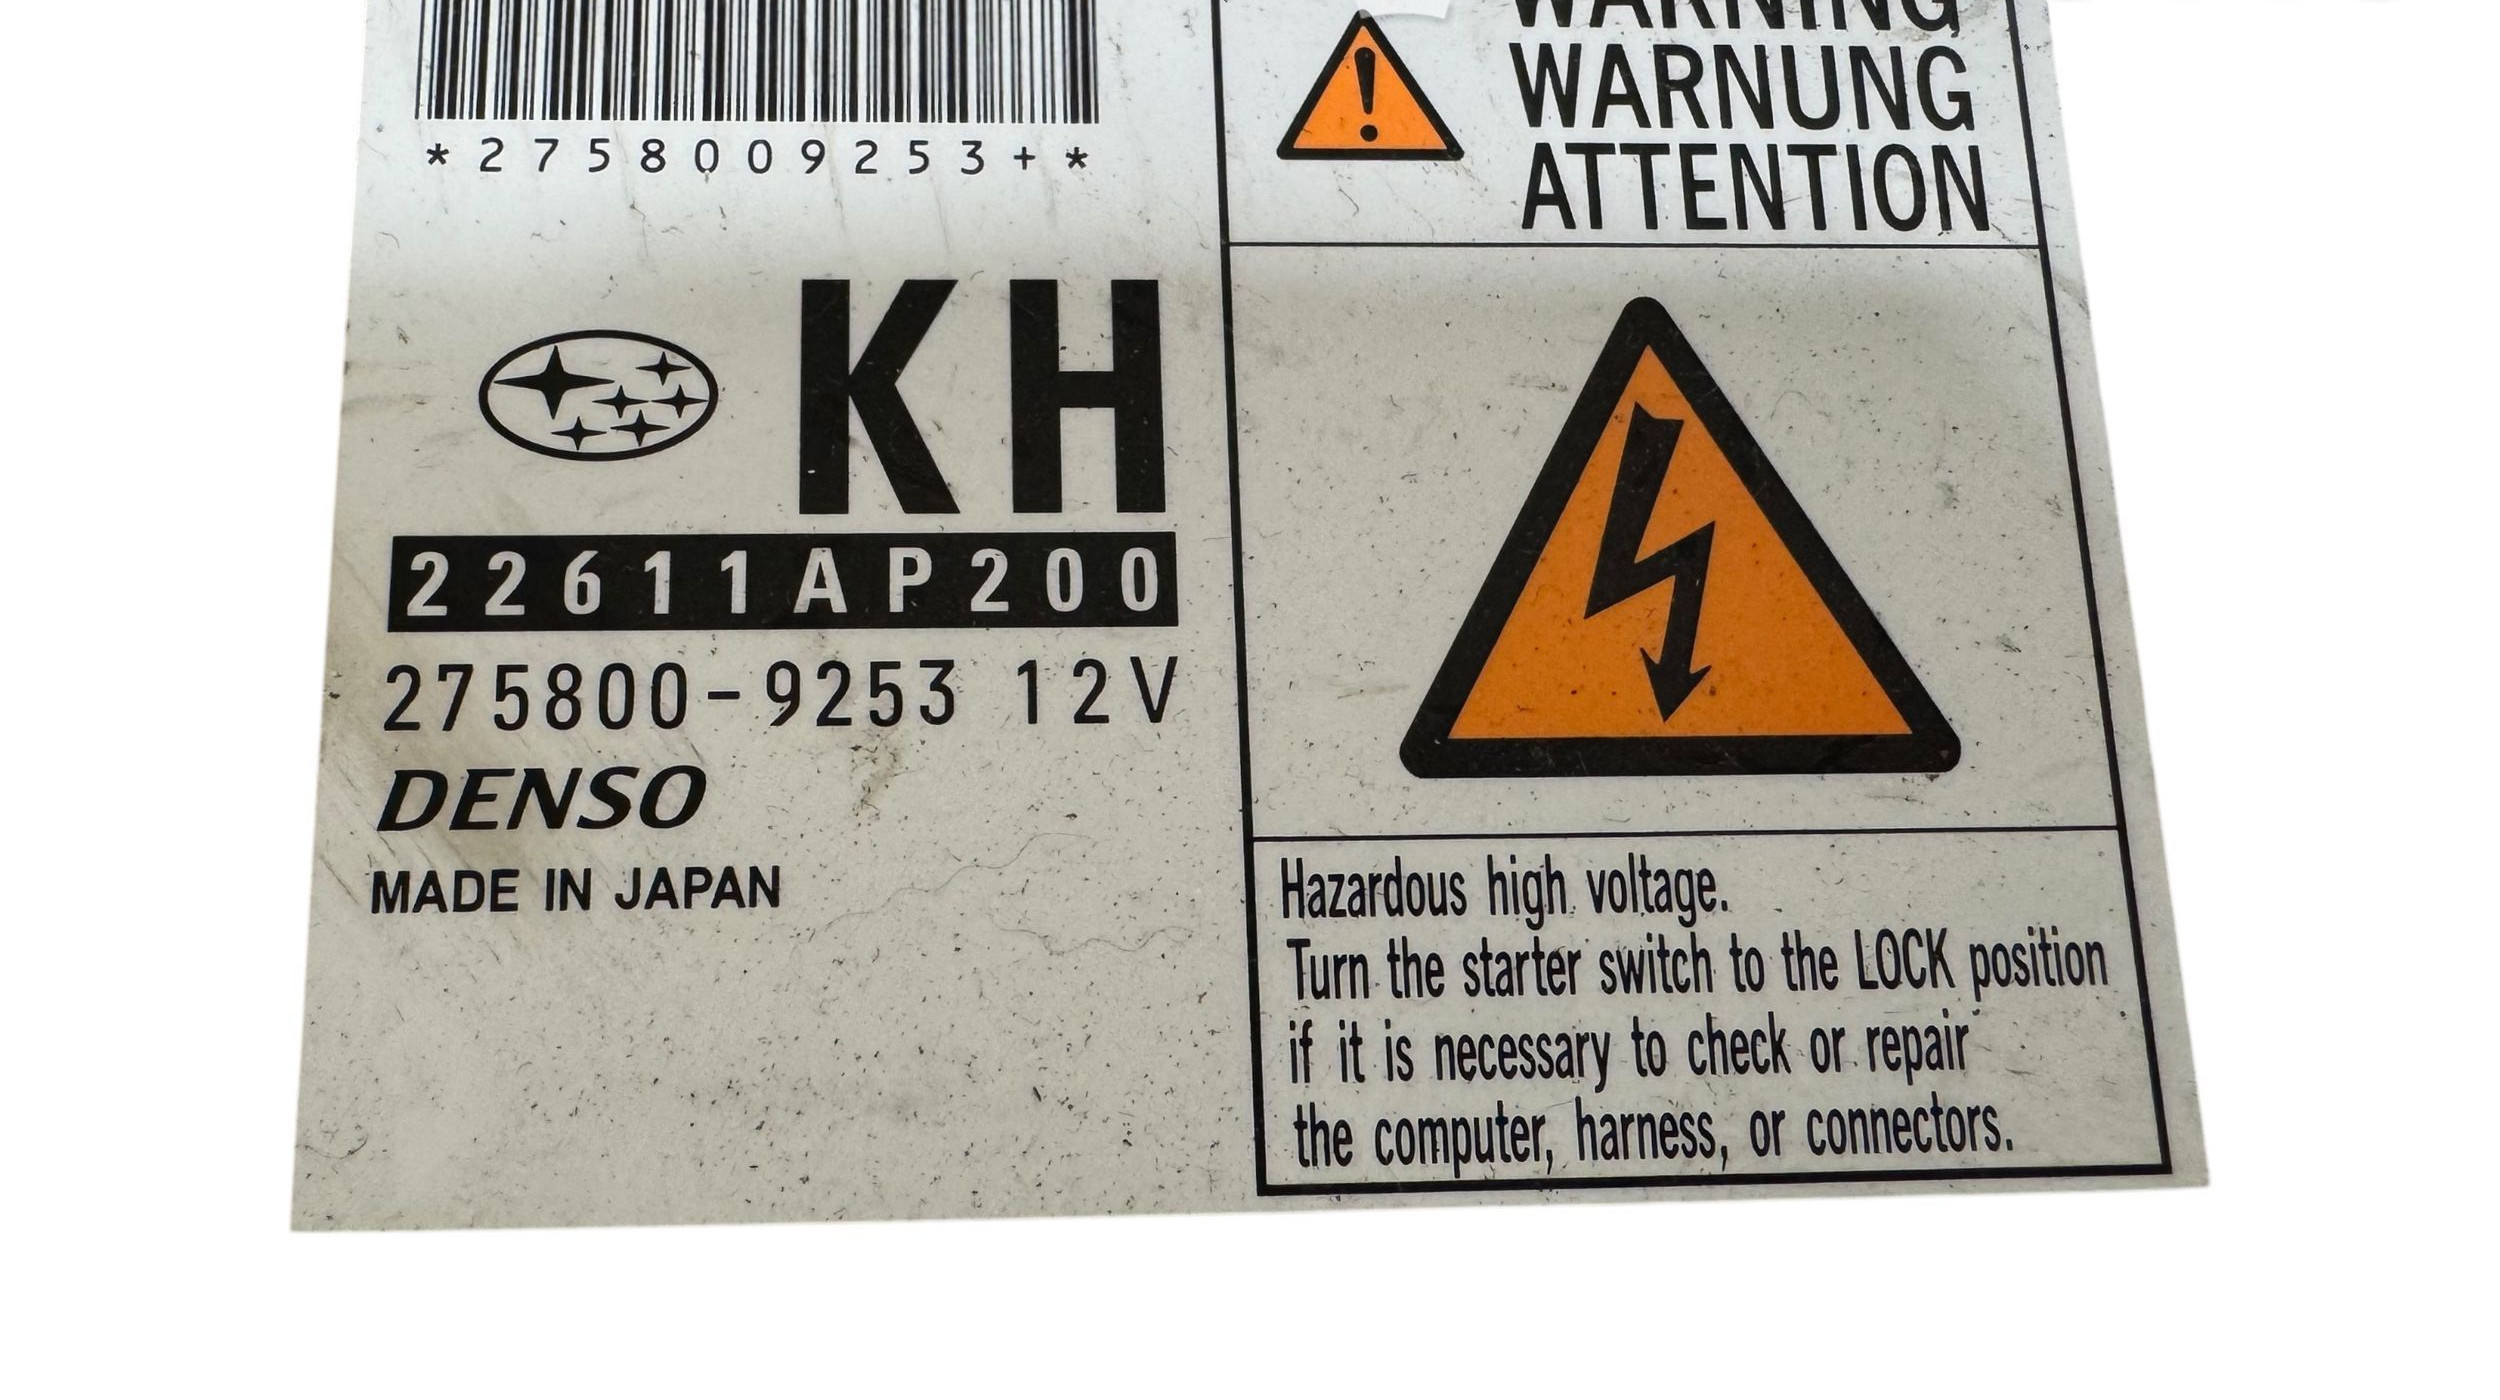 *2758009253+*
KH
22611AP200
275800-9253 12V
DENSO
MADE IN JAPAN
WARNING
WARNUNG
ATTENTION
Hazardous high voltage.
Turn the starter switch to the LOCK position
if it is necessary to check or repair
the computer, harness, or connectors.